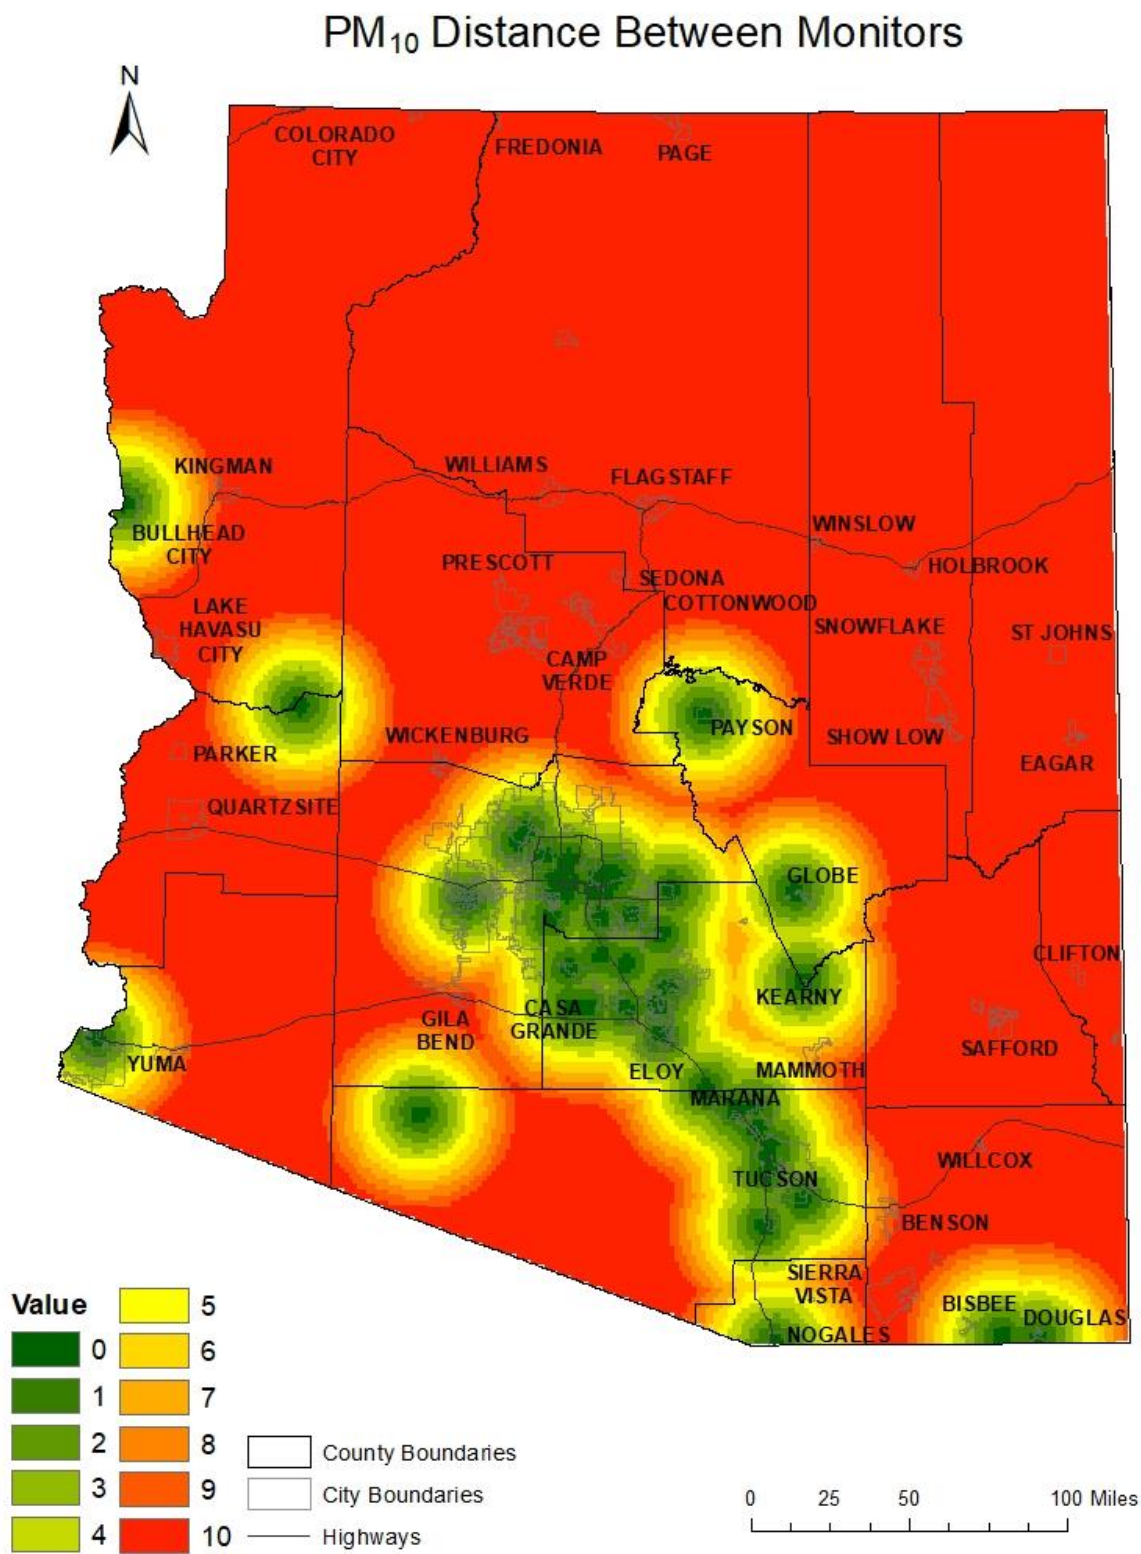 PM10 Distance Between Monitors
N
COLORADO
CITY
FREDONIA
PAGE
KINGMAN
WILLIAMS
FLAGSTAFF
BULLHEAD
CITY
WINSLOW
PRESCOTT
HOLBROOK
SEDONA
COTTONWOOD
LAKE
HAVASU
CITY
SNOWFLAKE
ST JOHNS
CAMP
VERDE
PAYSON
WICKENBURG
SHOW LOW
PARKER
EAGAR
QUARTZSITE
GLOBE
CLIFTON
KEARNY
CASA
GRANDE
GILA
BEND
SAFFORD
YUMA
ELOY
MAMMOTH
MARANA
WILLCOX
TUCSON
BENSON
SIERRA
VISTA
BISBEE
DOUGLAS
NOGALES
Value
0
1
2
3
4
5
6
7
8
9
10
County Boundaries
City Boundaries
Highways
0 25 50 100 Miles